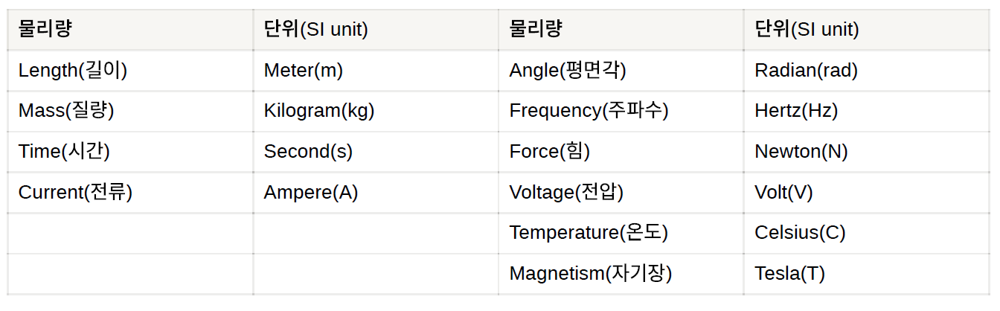 물리량 단위(SI unit) 물리량 단위(SI unit)
Length(길이) Meter(m) Angle(평면각) Radian(rad)
Mass(질량) Kilogram(kg) Frequency(주파수) Hertz(Hz)
Time(시간) Second(s) Force(힘) Newton(N)
Current(전류) Ampere(A) Voltage(전압) Volt(V)
Temperature(온도) Celsius(C)
Magnetism(자기장) Tesla(T)